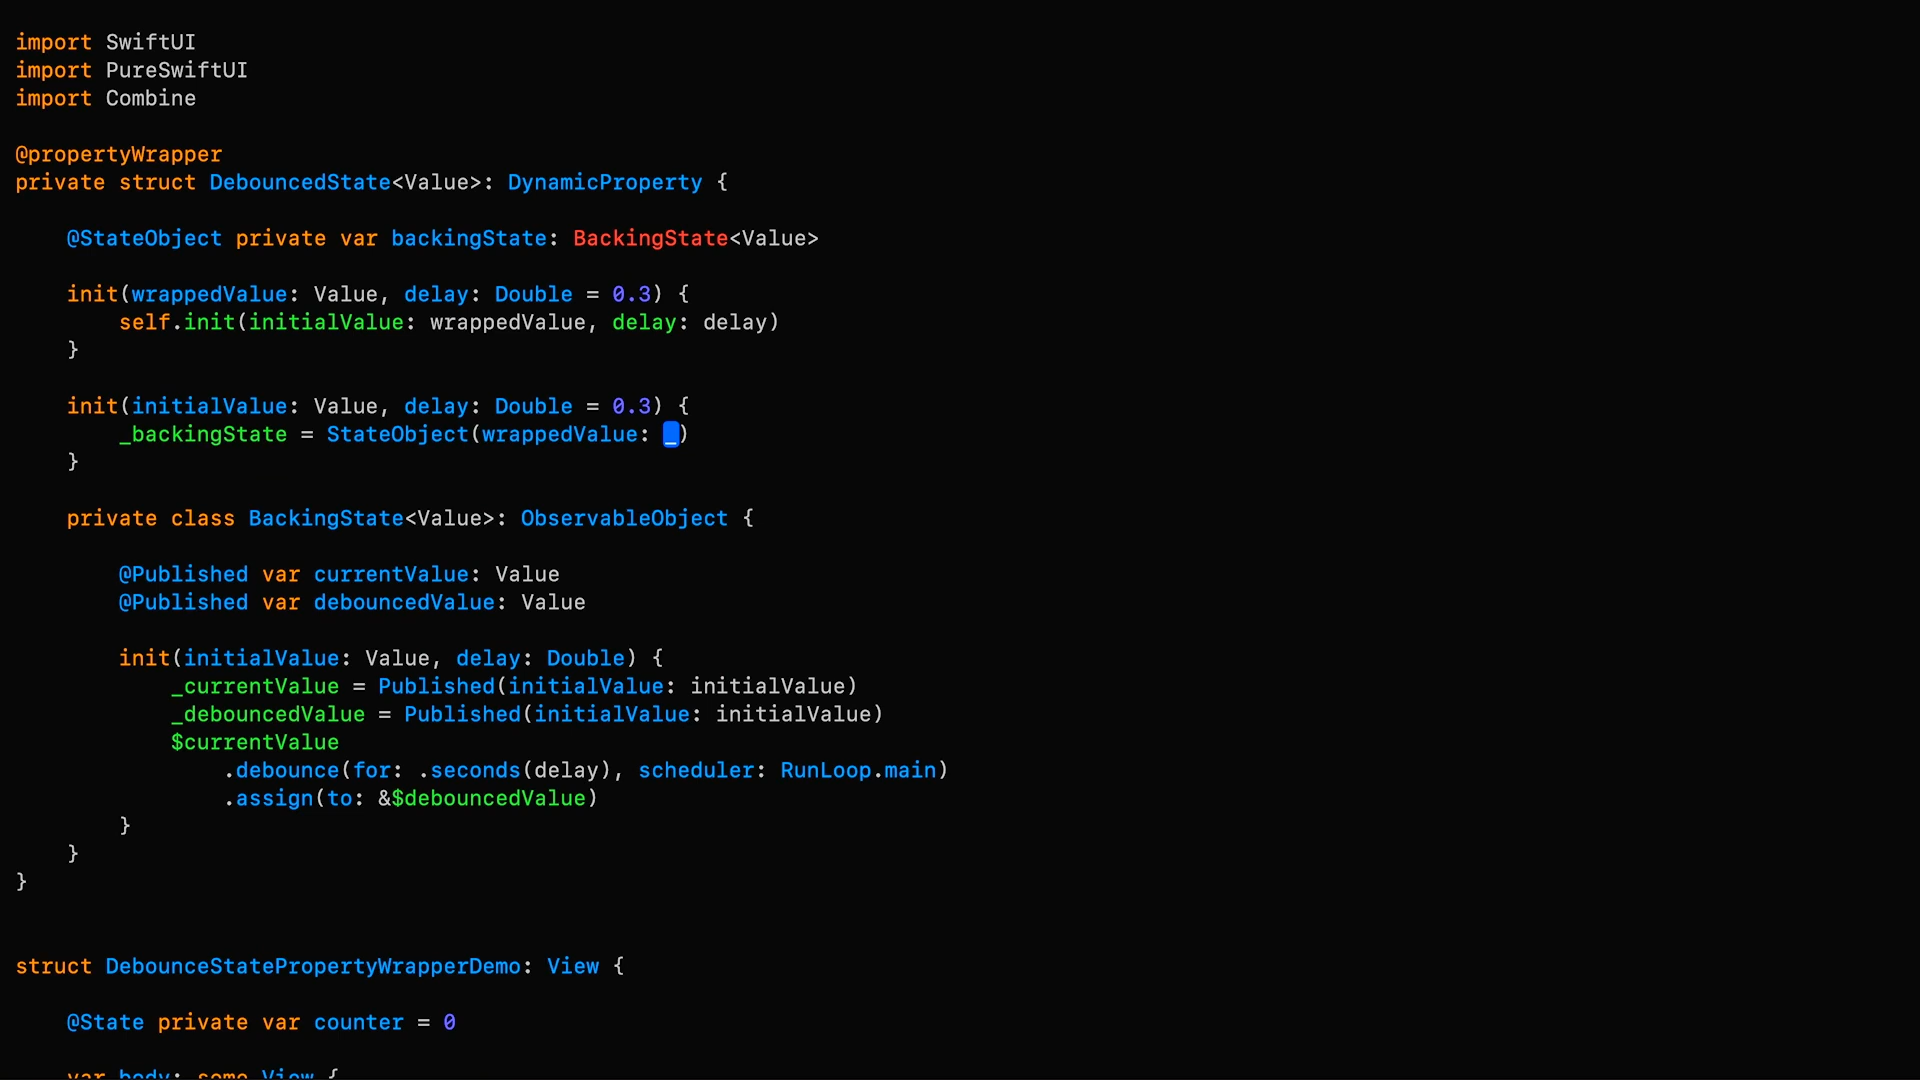 import SwiftUI
import PureSwiftUI
import Combine
@propertyWrapper
private struct DebouncedState<Value>: DynamicProperty {
@StateObject private var backingState: BackingState<Value>
init(wrappedValue: Value, delay: Double = 0.3) {
self.init(initialValue: wrappedValue, delay: delay)
}
init(initialValue: Value, delay: Double = 0.3) {
_backingState = StateObject(wrappedValue: _)
}
private class BackingState<Value>: ObservableObject {
@Published var currentValue: Value
@Published var debouncedValue: Value
init(initialValue: Value, delay: Double) {
_currentValue = Published(initialValue: initialValue)
_debouncedValue = Published(initialValue: initialValue)
$currentValue
.debounce(for: .seconds(delay), scheduler: RunLoop.main)
.assign(to: &$debouncedValue)
}
}
}
struct DebounceStatePropertyWrapperDemo: View {
@State private var counter = 0
var body: some View {